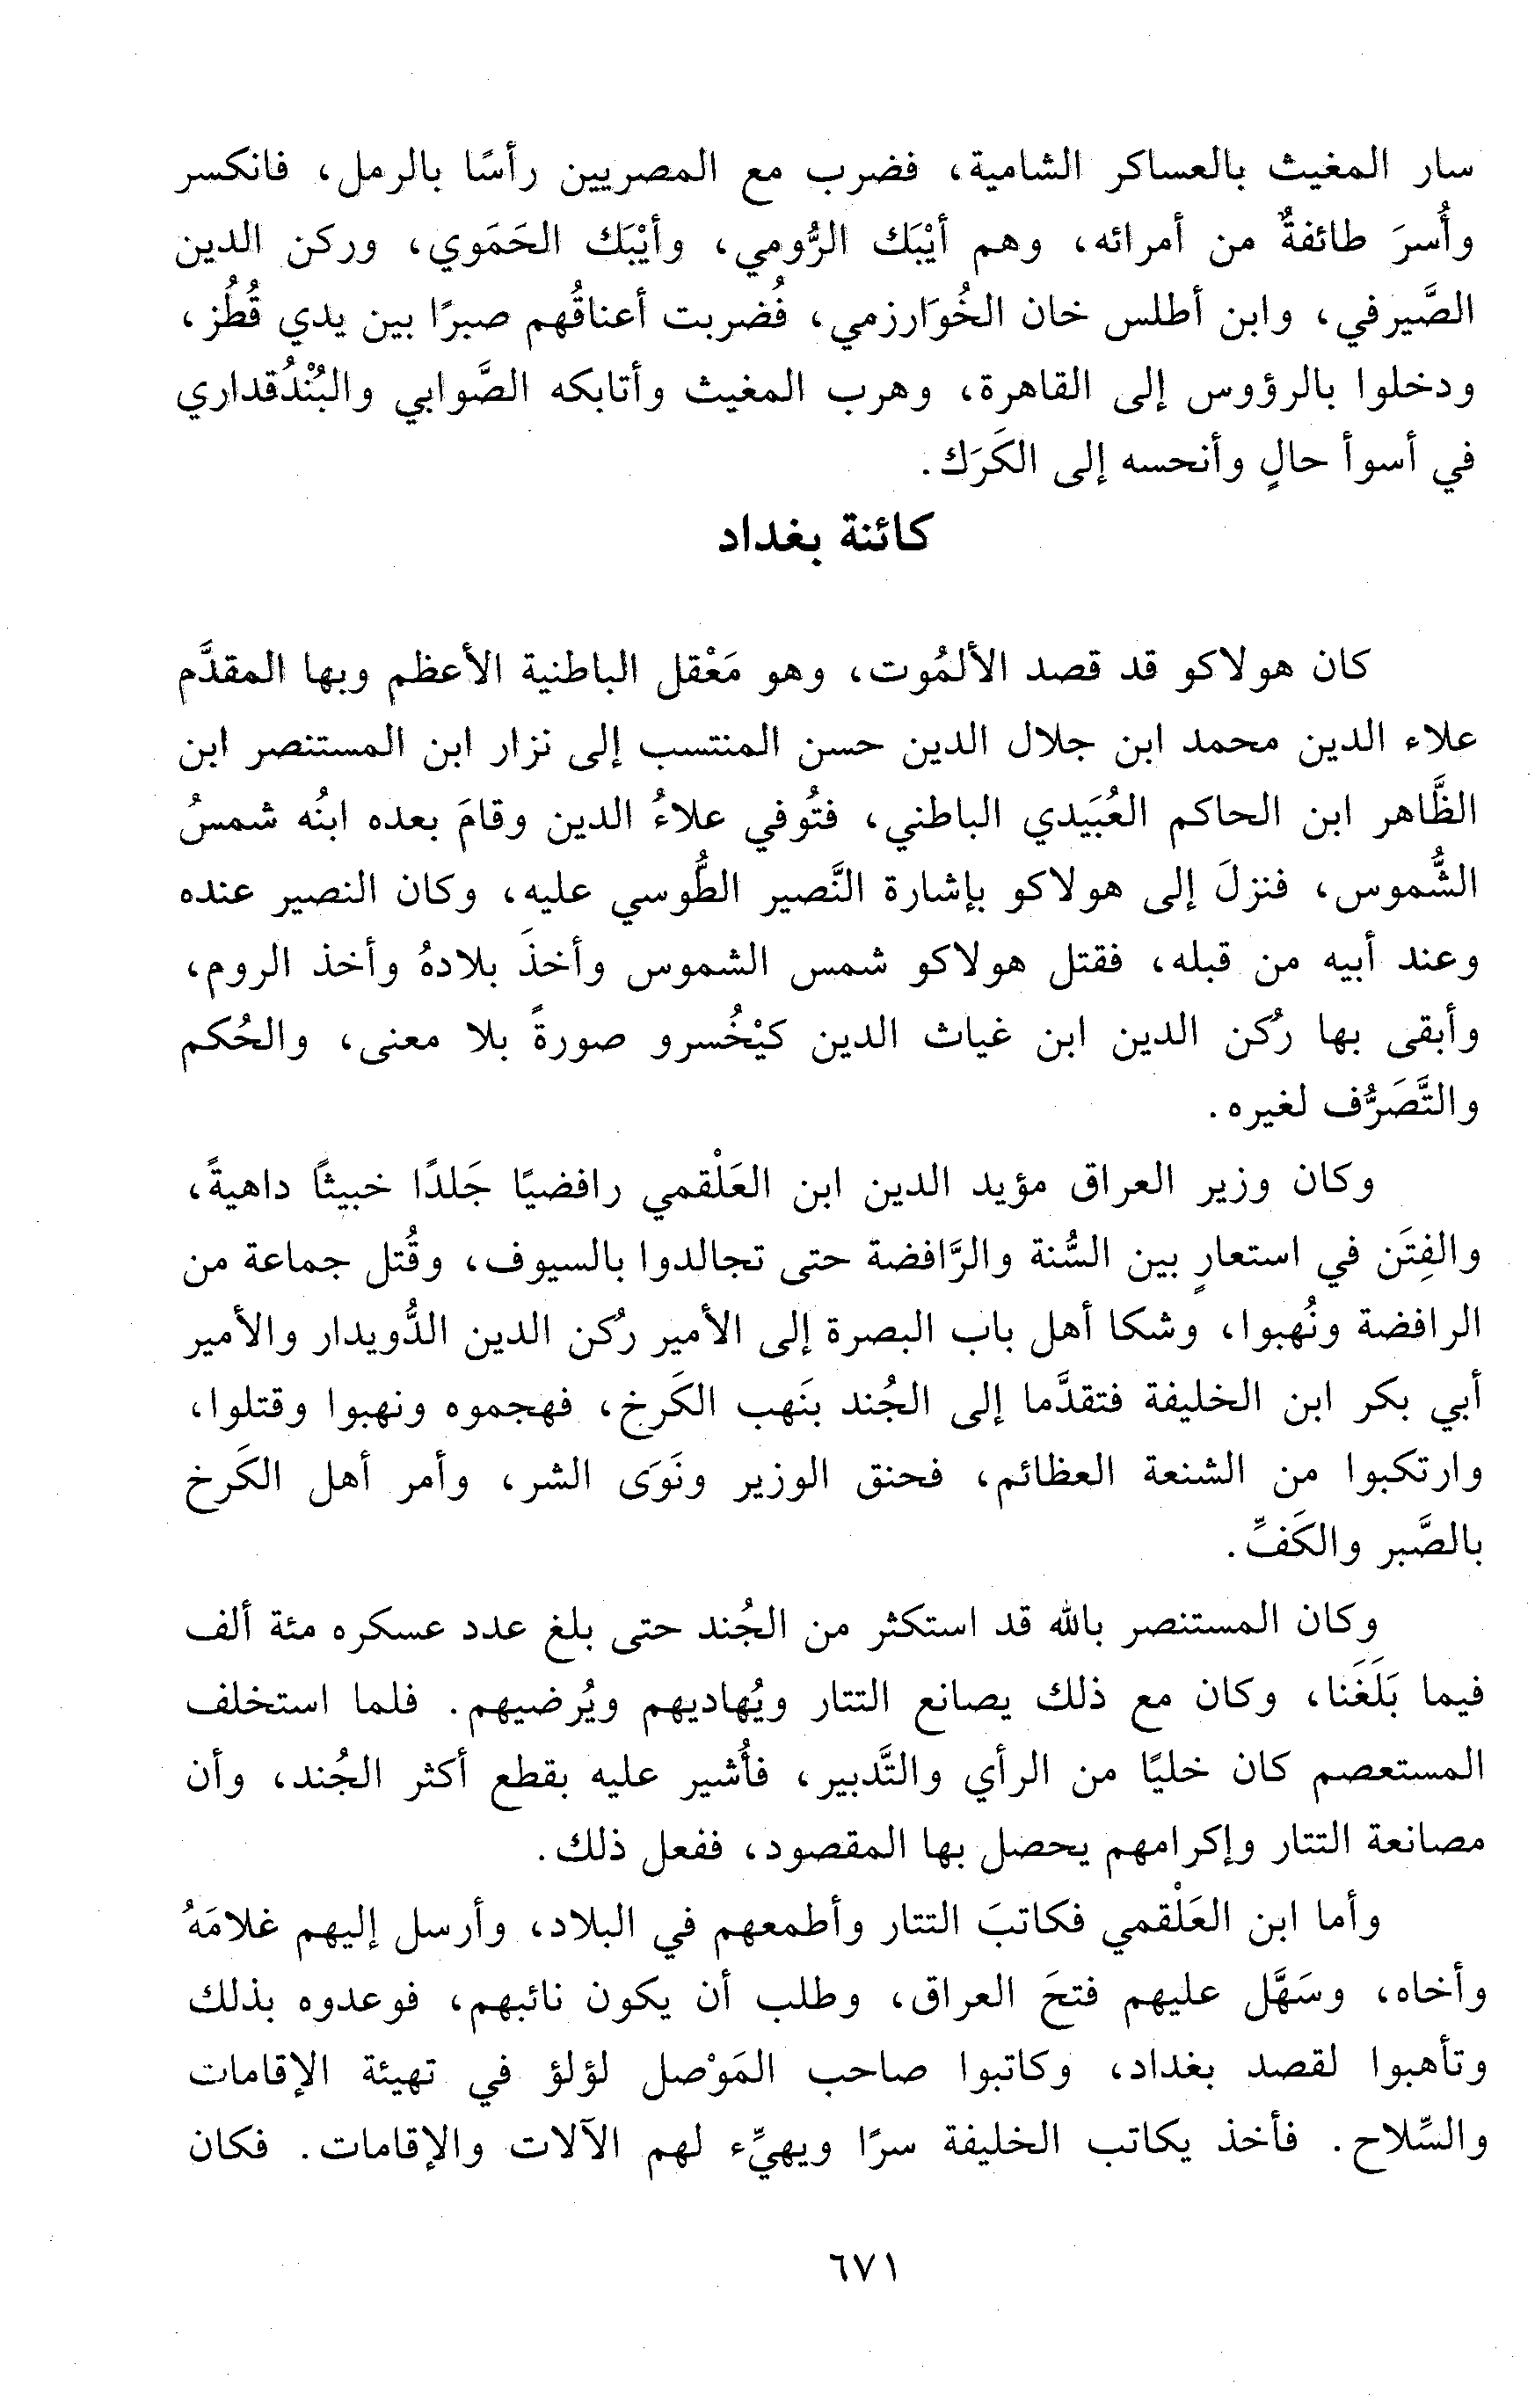 سار المغيث بالعساكر الشامية، فضرب مع المصريين رأسًا بالرمل، فانكسر
وأُسرَ طائفةٌ من أمرائه، وهم أيْبَك الرُّومي، وأيْبَك الحَمَوي، وركن الدين
الصَّيرفي، وابن أطلس خان الخُوَارزمي، فُضربت أعناقُهم صبرًا بين يدي قُطُز،
ودخلوا بالرؤوس إلى القاهرة، وهرب المغيث وأتابكه الصَّوابي والبُنْدُقداري
في أسوأ حالٍ وأنحسه إلى الكَرَك.
كائنة بغداد
كان هولاكو قد قصد الألمُوت، وهو مَعْقل الباطنية الأعظم وبها المقدَّم
علاء الدين محمد ابن جلال الدين حسن المنتسب إلى نزار ابن المستنصر ابن
الظَّاهر ابن الحاكم العُبَيدي الباطني، فتُوفي علاءُ الدين وقامَ بعده ابنُه شمسُ
الشُّموس، فنزلَ إلى هولاكو بإشارة النَّصير الطُّوسي عليه، وكان النصير عنده
وعند أبيه من قبله، فقتل هولاكو شمس الشموس وأخذَ بلادهُ وأخذ الروم،
وأبقى بها رُكن الدين ابن غياث الدين كيْخُسرو صورةً بلا معنى، والحُكم
والتَّصَرُّف لغيره.
وكان وزير العراق مؤيد الدين ابن العَلْقمي رافضيًا جَلدًا خبيثًا داهيةً،
والفِتَن في استعارٍ بين السُّنة والرَّافضة حتى تجالدوا بالسيوف، وقُتل جماعة من
الرافضة ونُهبوا، وشكا أهل باب البصرة إلى الأمير رُكن الدين الدُّويدار والأمير
أبي بكر ابن الخليفة فتقدَّما إلى الجُند بنَهب الكَرخ، فهجموه ونهبوا وقتلوا،
وارتكبوا من الشنعة العظائم، فحنق الوزير ونَوَى الشر، وأمر أهل الكَرخ
بالصَّبر والكَفِّ.
وكان المستنصر بالله قد استكثر من الجُند حتى بلغ عدد عسكره مئة ألف
فيما بَلَغَنا، وكان مع ذلك يصانع التتار ويُهاديهم ويُرضيهم. فلما استخلف
المستعصم كان خليًا من الرأي والتَّدبير، فأُشير عليه بقطع أكثر الجُند، وأن
مصانعة التتار وإكرامهم يحصل بها المقصود، ففعل ذلك.
وأما ابن العَلْقمي فكاتبَ التتار وأطمعهم في البلاد، وأرسل إليهم غلامَهُ
وأخاه، وسَهَّل عليهم فتحَ العراق، وطلب أن يكون نائبهم، فوعدوه بذلك
وتأهبوا لقصد بغداد، وكاتبوا صاحب المَوْصل لؤلؤ في تهيئة الإقامات
والسِّلاح. فأخذ يكاتب الخليفة سرًا ويهيِّء لهم الآلات والإقامات. فكان
٦٧١